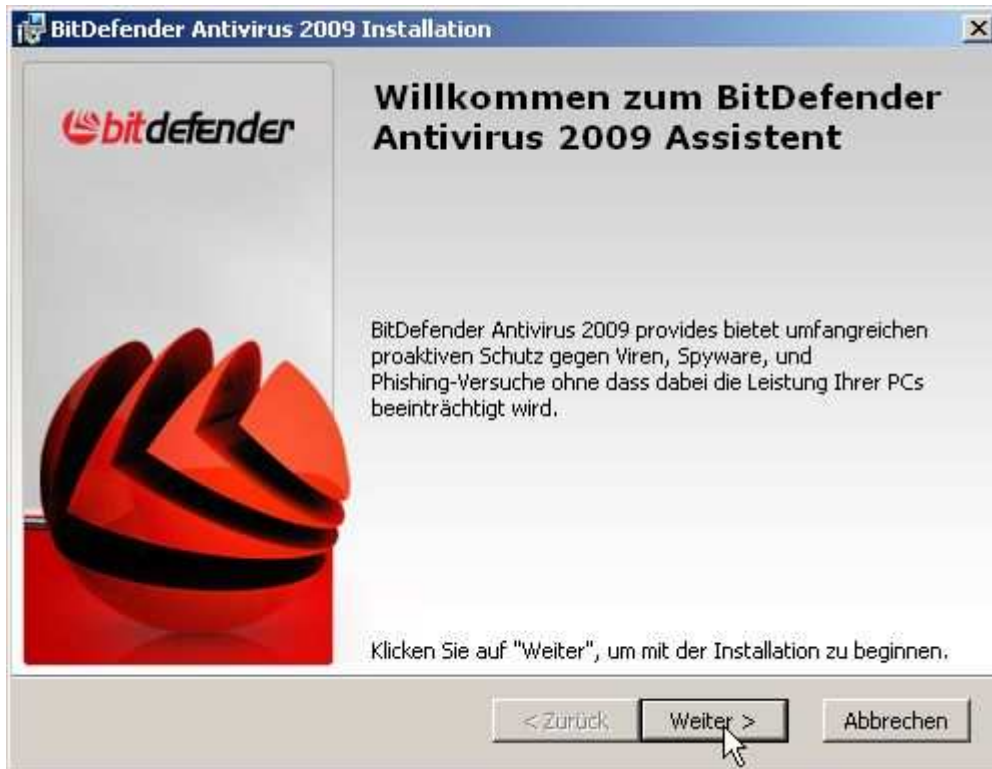 BitDefender Antivirus 2009 Installation
bitdefender
Willkommen zum BitDefender
Antivirus 2009 Assistent
BitDefender Antivirus 2009 provides bietet umfangreichen
proaktiven Schutz gegen Viren, Spyware, und
Phishing-Versuche ohne dass dabei die Leistung Ihrer PCs
beeinträchtigt wird.
Klicken Sie auf "Weiter", um mit der Installation zu beginnen.
< Zurück
Weiter >
Abbrechen